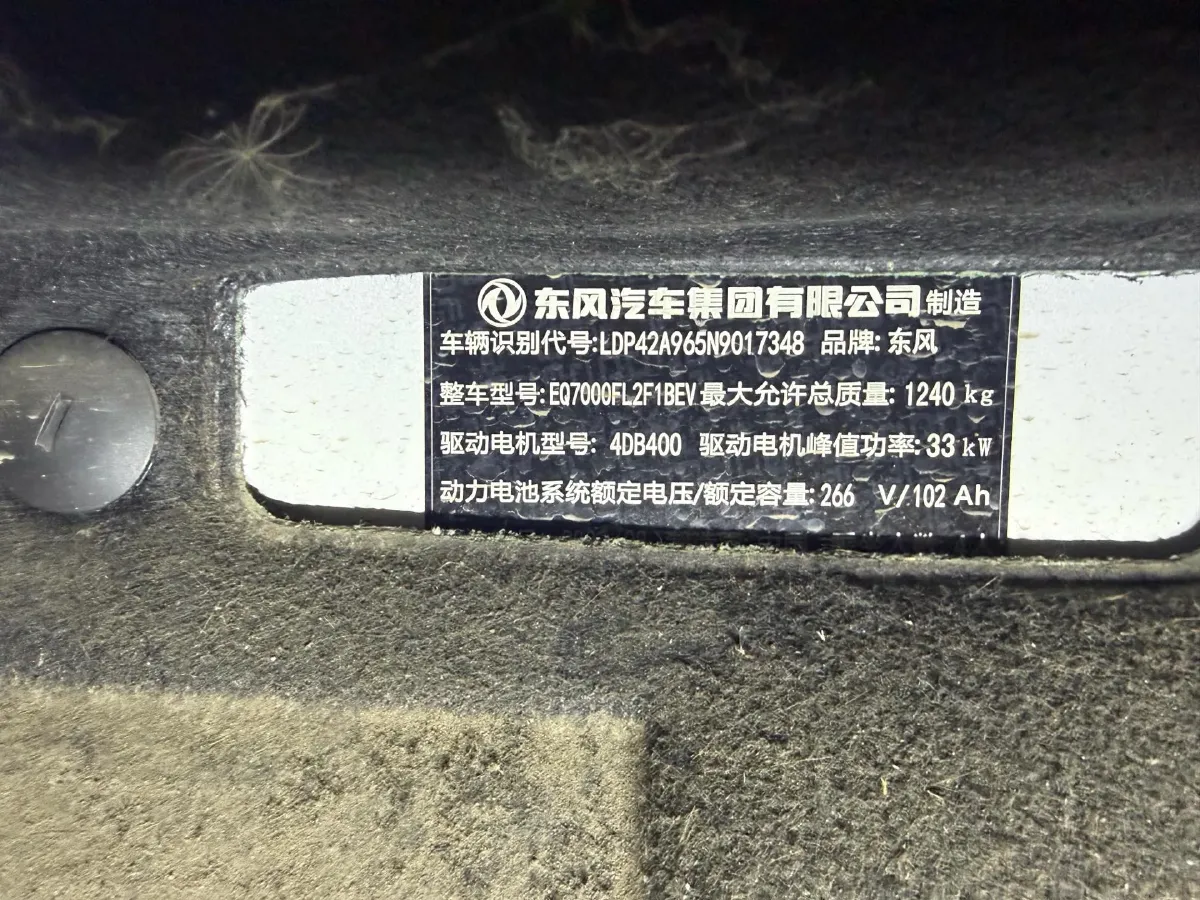 东风汽车集团有限公司制造
车辆识别代号:LDP42A965N9017348 品牌:东风
整车型号:EQ7000FL2F1BEV 最大允许总质量:1240 kg
驱动电机型号: 4DB400 驱动电机峰值功率:33 kW
动力电池系统额定电压/额定容量:266 V/102 Ah